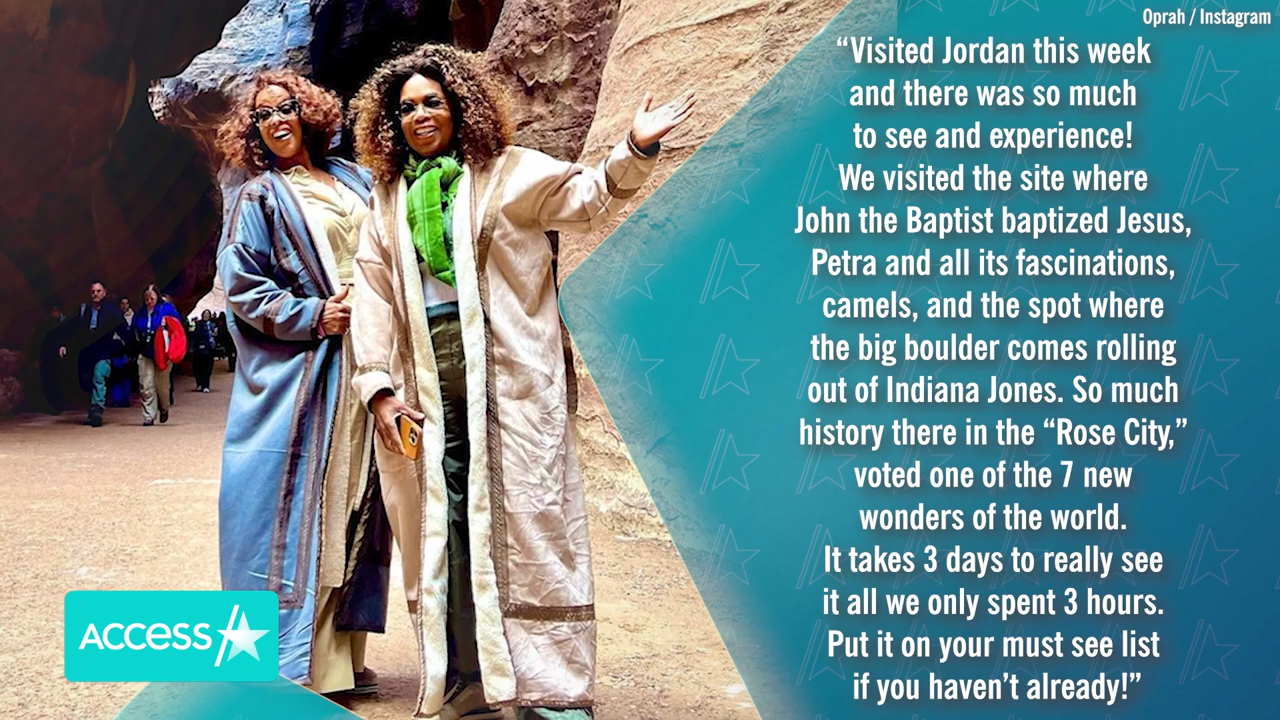 Oprah / Instagram
“Visited Jordan this week
and there was so much
to see and experience!
We visited the site where
John the Baptist baptized Jesus,
Petra and all its fascinations,
camels, and the spot where
the big boulder comes rolling
out of Indiana Jones. So much
history there in the “Rose City,”
voted one of the 7 new
wonders of the world.
It takes 3 days to really see
it all we only spent 3 hours.
Put it on your must see list
if you haven’t already!”
ACCESS